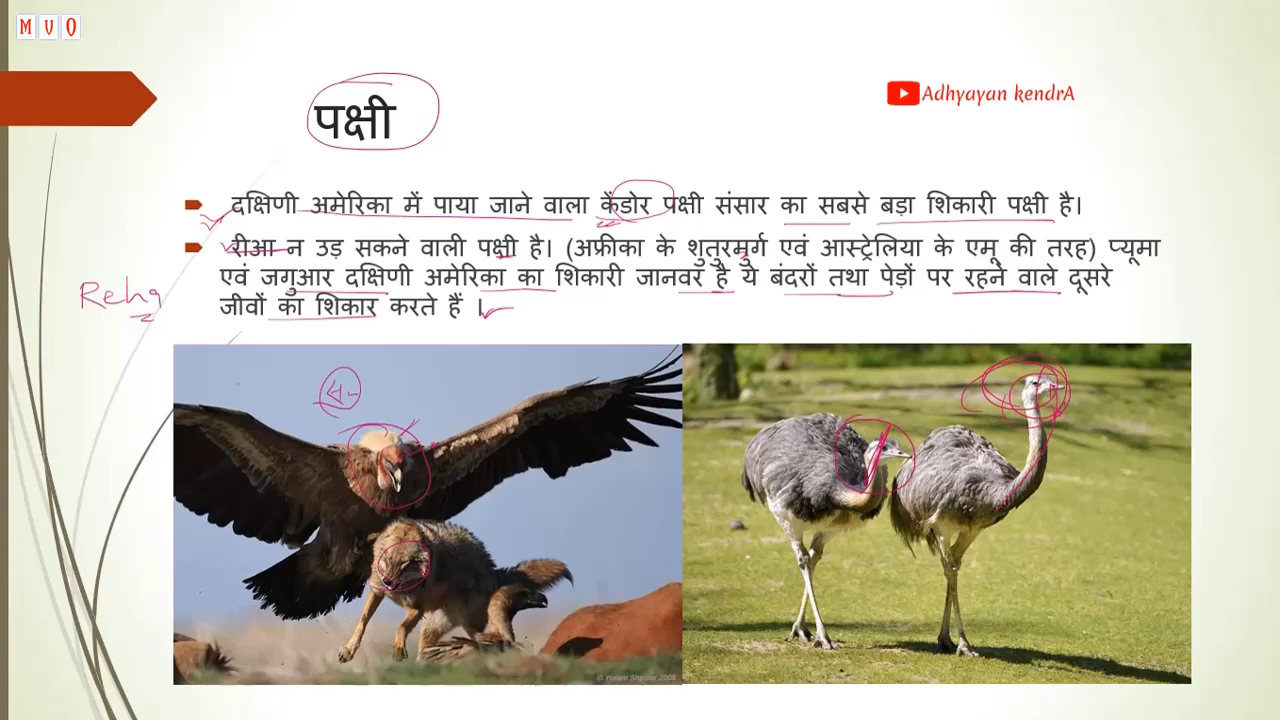 M V O
पक्षी
Adhyayan kendrA
दक्षिणी अमेरिका में पाया जाने वाला केंडोर पक्षी संसार का सबसे बड़ा शिकारी पक्षी है।
रीआ न उड़ सकने वाली पक्षी है। (अफ्रीका के शुतुरमुर्ग एवं आस्ट्रेलिया के एमू की तरह) प्यूमा
एवं जगुआर दक्षिणी अमेरिका का शिकारी जानवर है ये बंदरों तथा पेड़ों पर रहने वाले दूसरे
जीवों का शिकार करते हैं ।
© Yoram Shpirer 2008